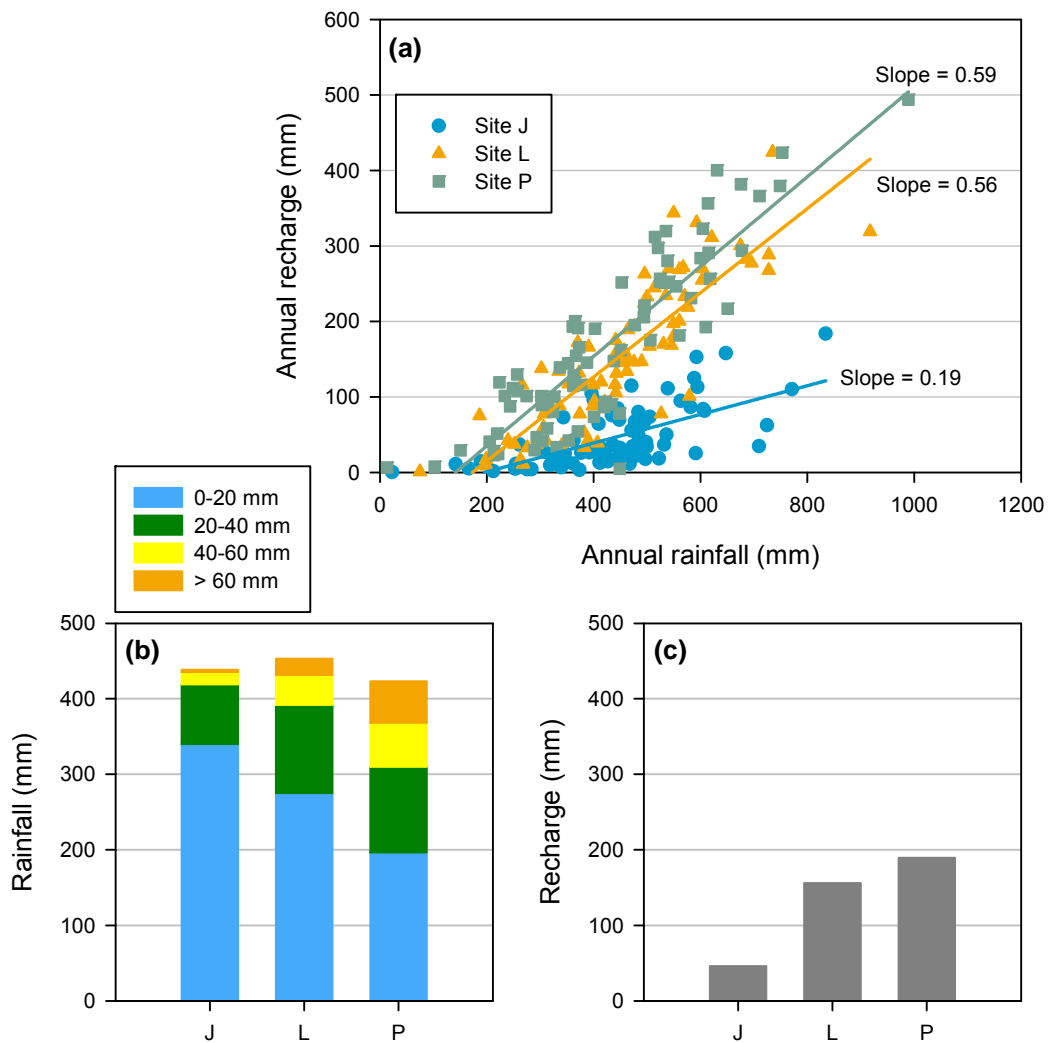 (a)
600
500
400
300
200
100
0
Annual recharge (mm)
Site J
Site L
Site P
Slope = 0.59
Slope = 0.56
Slope = 0.19
0 200 400 600 800 1000 1200
Annual rainfall (mm)
0-20 mm
20-40 mm
40-60 mm
> 60 mm
(b)
500
400
300
200
100
0
Rainfall (mm)
J L P
(c)
500
400
300
200
100
0
Recharge (mm)
J L P